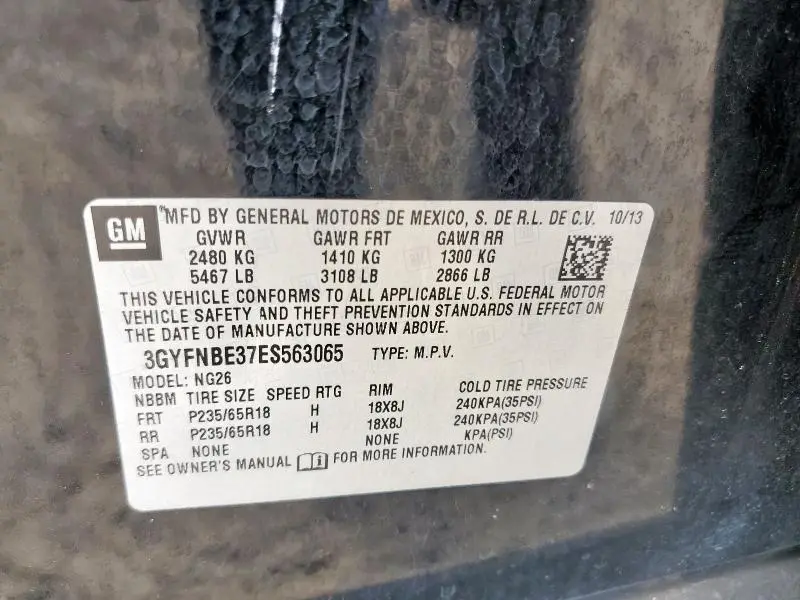 GM
MFD BY GENERAL MOTORS DE MEXICO, S. DE R.L. DE C.V. 10/13
GVWR GAWR FRT GAWR RR
2480 KG 1410 KG 1300 KG
5467 LB 3108 LB 2866 LB
THIS VEHICLE CONFORMS TO ALL APPLICABLE U.S. FEDERAL MOTOR
VEHICLE SAFETY AND THEFT PREVENTION STANDARDS IN EFFECT ON
THE DATE OF MANUFACTURE SHOWN ABOVE.
3GYFNBE37ES563065 TYPE: M.P.V.
MODEL: NG26
NBBM TIRE SIZE SPEED RTG RIM COLD TIRE PRESSURE
FRT P235/65R18 H 18X8J 240KPA(35PSI)
RR P235/65R18 H 18X8J 240KPA(35PSI)
SPA NONE NONE KPA(PSI)
SEE OWNER'S MANUAL FOR MORE INFORMATION.